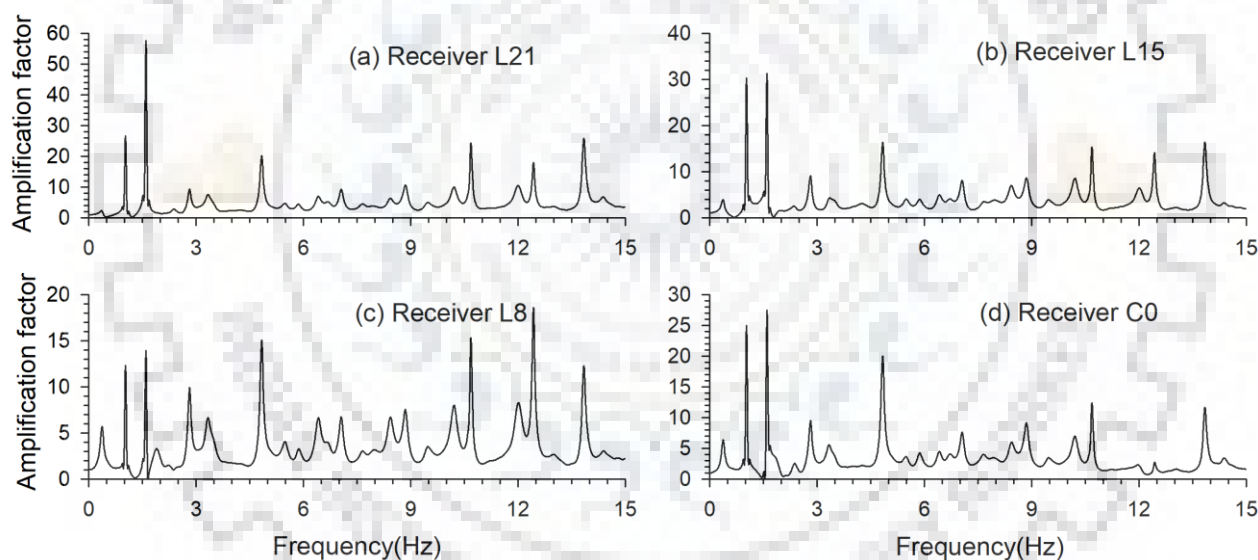 60
50
40
30
20
10
0
Amplification factor
(a) Receiver L21
0 3 6 9 12 15
40
30
20
10
0
(b) Receiver L15
0 3 6 9 12 15
20
15
10
5
0
Amplification factor
(c) Receiver L8
0 3 6 9 12 15
Frequency(Hz)
30
25
20
15
10
5
0
(d) Receiver C0
0 3 6 9 12 15
Frequency(Hz)